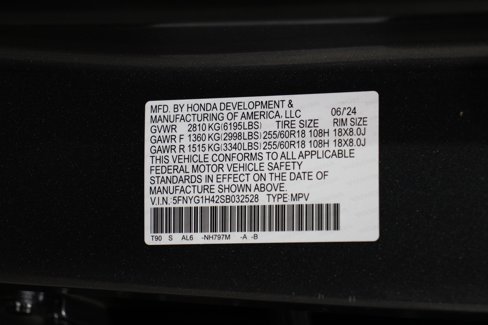 MFD. BY HONDA DEVELOPMENT &
MANUFACTURING OF AMERICA, LLC 06/'24
GVWR 2810 KG(6195LBS) TIRE SIZE RIM SIZE
GAWR F 1360 KG(2998LBS) 255/60R18 108H 18X8.0J
GAWR R 1515 KG(3340LBS) 255/60R18 108H 18X8.0J
THIS VEHICLE CONFORMS TO ALL APPLICABLE
FEDERAL MOTOR VEHICLE SAFETY
STANDARDS IN EFFECT ON THE DATE OF
MANUFACTURE SHOWN ABOVE.
V.I.N. 5FNYG1H42SB032528 TYPE MPV
T90 S AL6 -NH797M -A -B